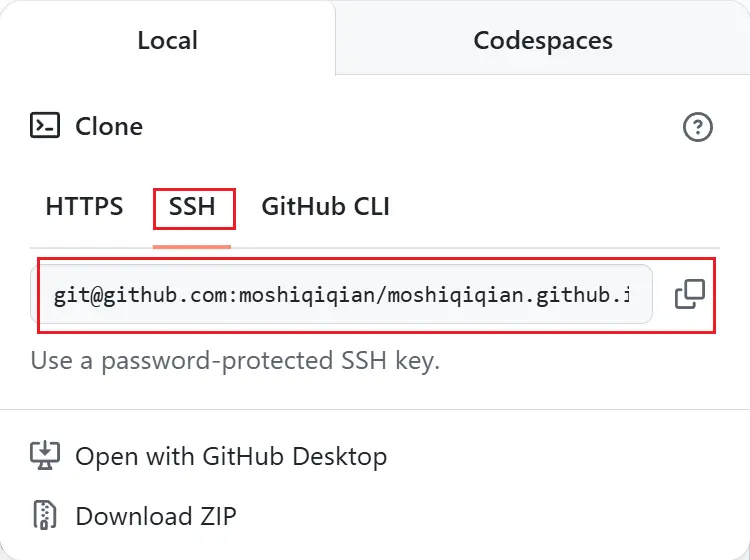 Local Codespaces
Clone
HTTPS SSH GitHub CLI
git@github.com:moshiqiqian/moshiqiqian.github.i
Use a password-protected SSH key.
Open with GitHub Desktop
Download ZIP